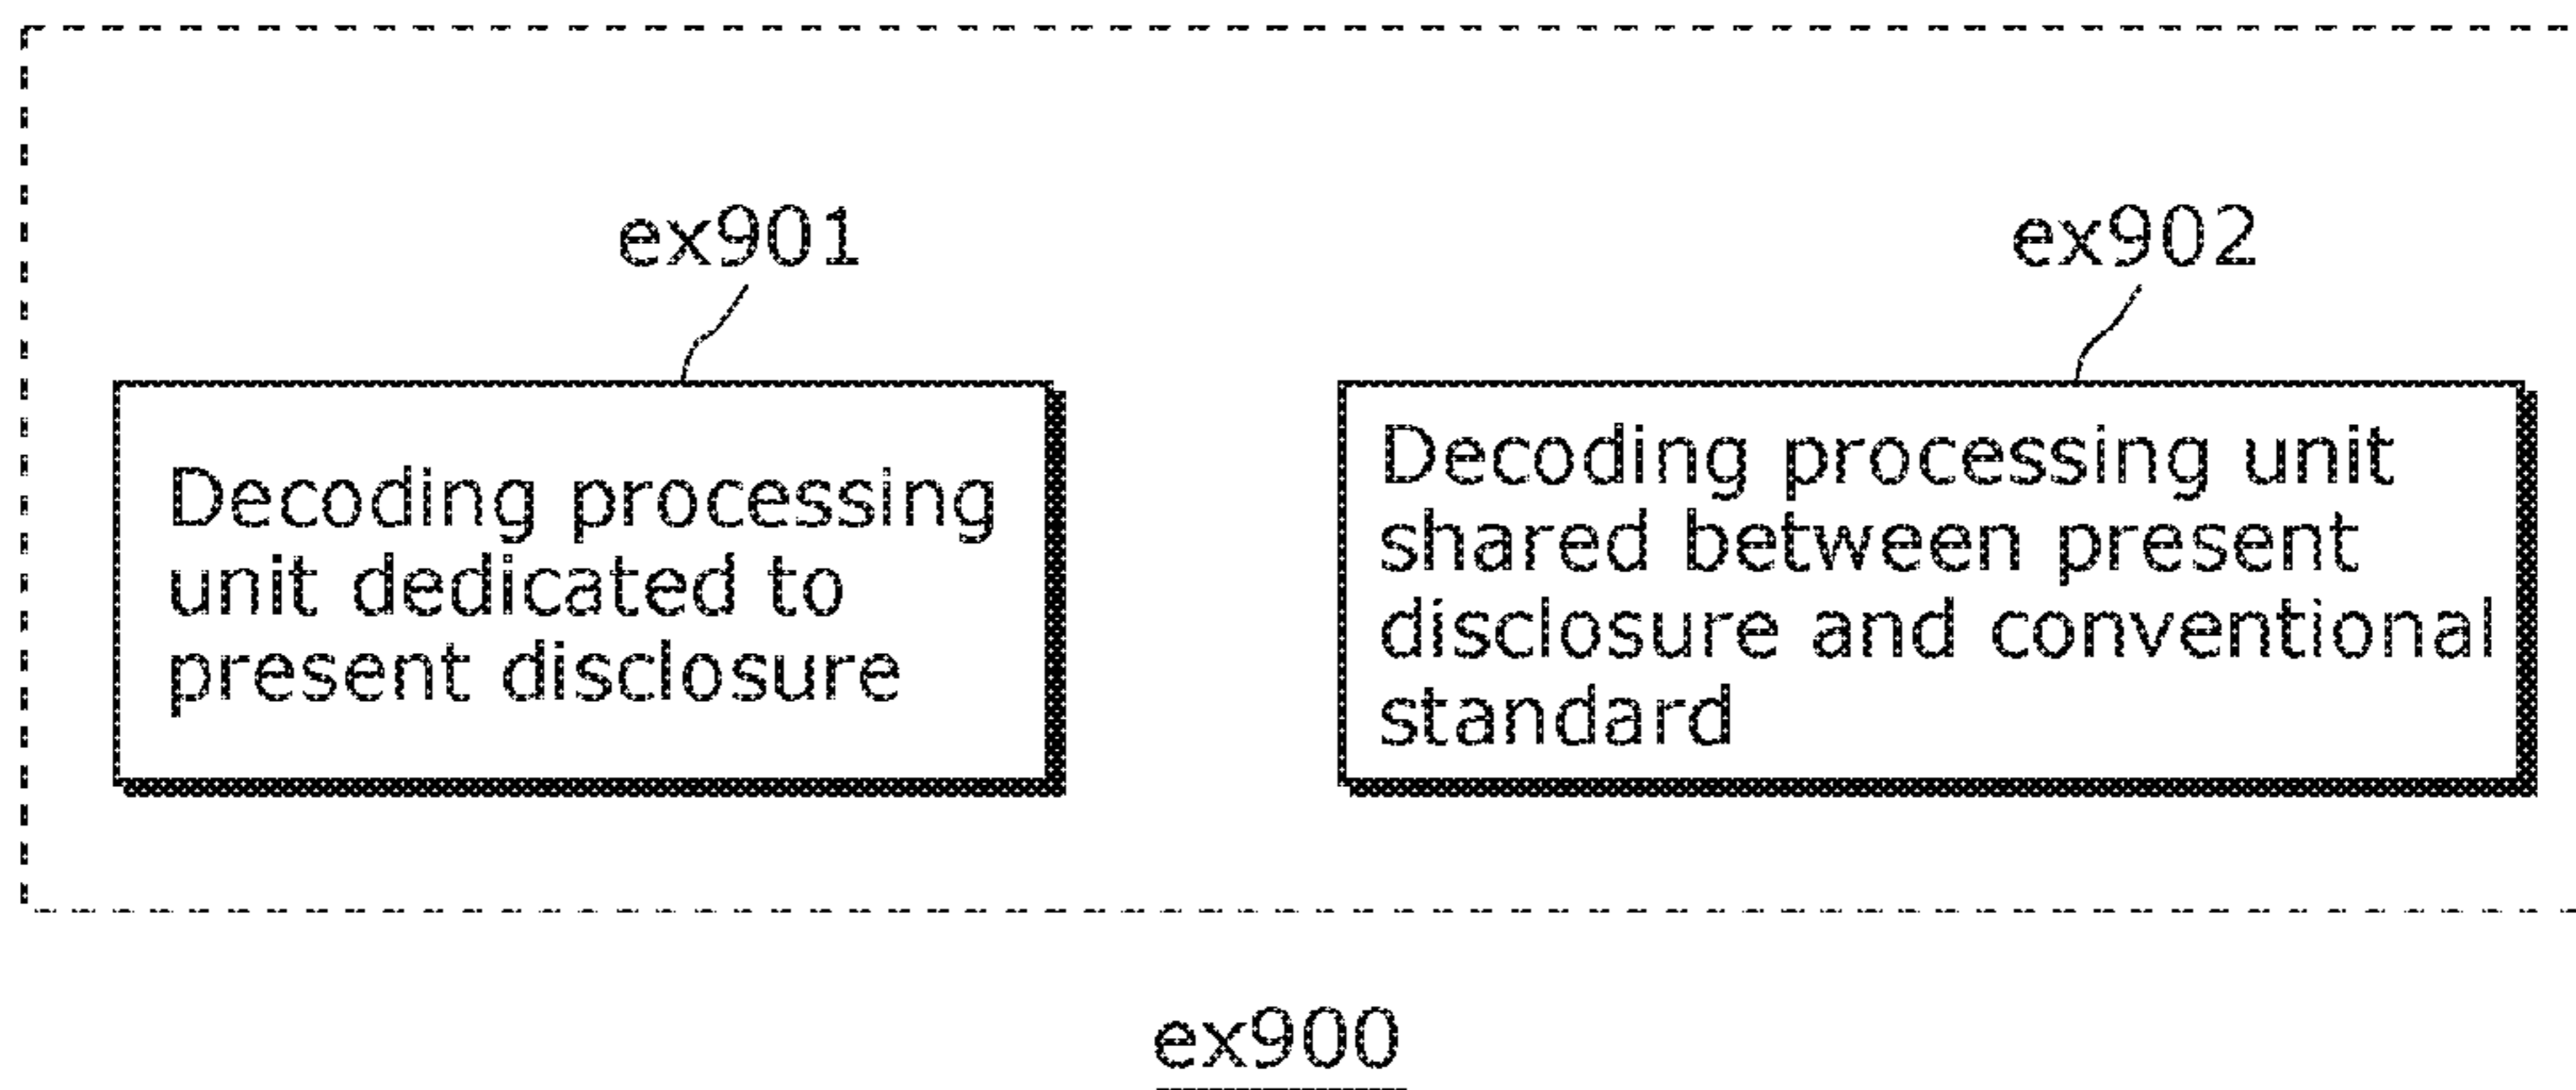 ex901
ex902
Decoding processing
unit dedicated to
present disclosure
Decoding processing unit
shared between present
disclosure and conventional
standard
ex900